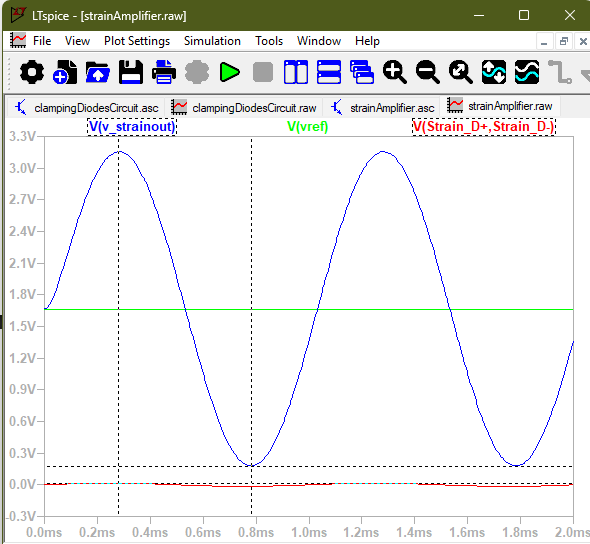 LTspice - [strainAmplifier.raw]
File View Plot Settings Simulation Tools Window Help
clampingDiodesCircuit.asc clampingDiodesCircuit.raw strainAmplifier.asc strainAmplifier.raw
V(v_strainout) V(vref) V(Strain_D+,Strain_D-)
3.3V
3.0V
2.7V
2.4V
2.1V
1.8V
1.5V
1.2V
0.9V
0.6V
0.3V
0.0V
-0.3V
0.0ms 0.2ms 0.4ms 0.6ms 0.8ms 1.0ms 1.2ms 1.4ms 1.6ms 1.8ms 2.0ms